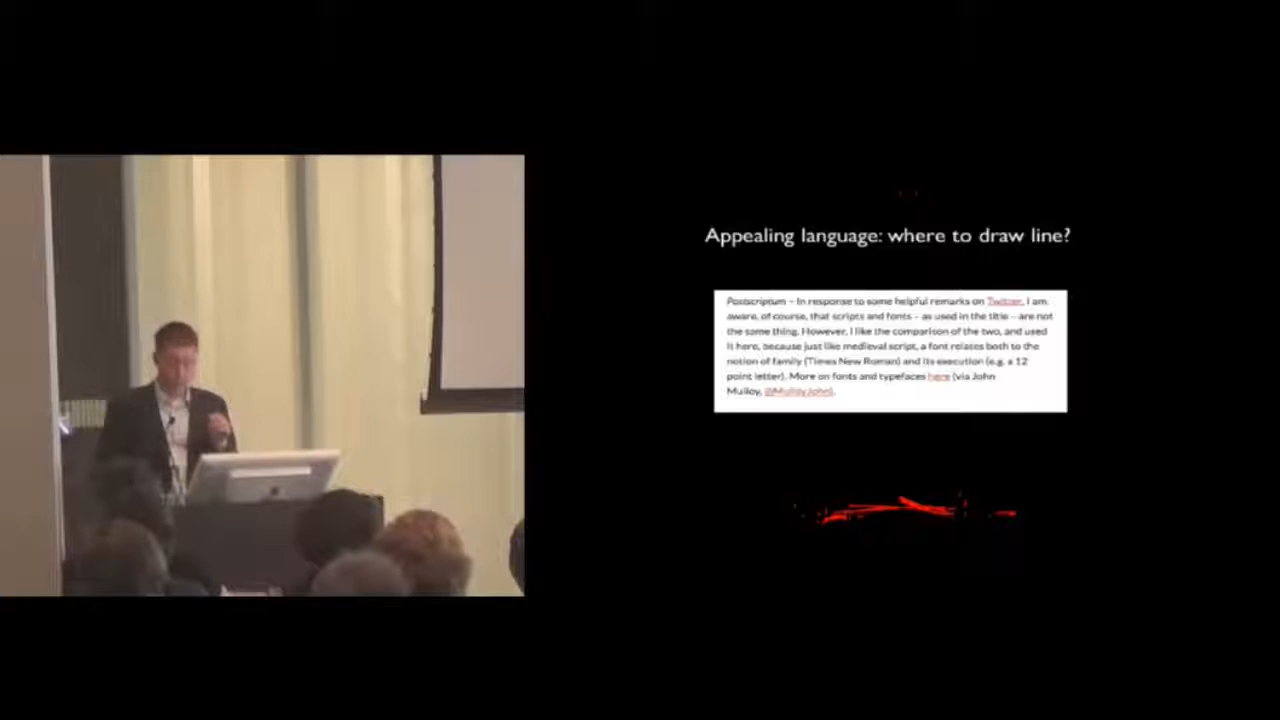 Appealing language: where to draw line?
Postscriptum – In response to some helpful remarks on Twitter, I am
aware, of course, that scripts and fonts – as used in the title – are not
the same thing. However, I like the comparison of the two, and used
it here, because just like medieval script, a font relates both to the
notion of family (Times New Roman) and its execution (e.g. a 12
point letter). More on fonts and typefaces here (via John
Mulloy, @MulloyJohn).